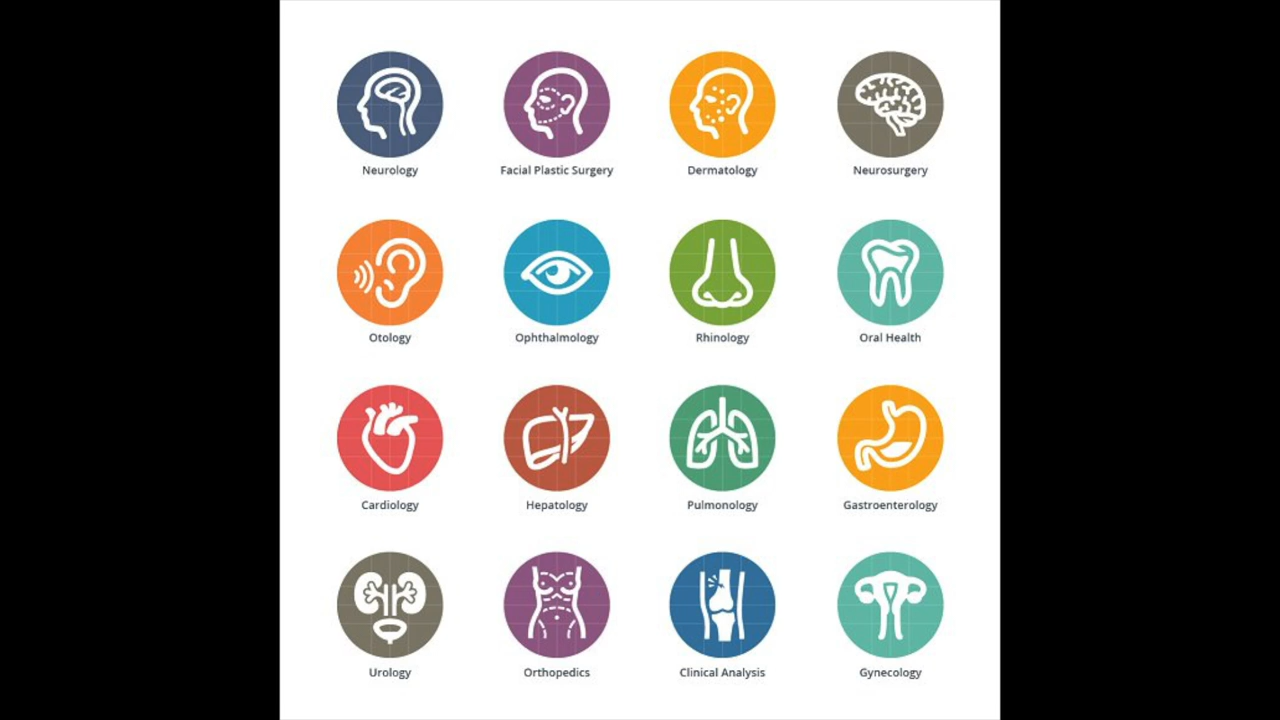 Neurology
Facial Plastic Surgery
Dermatology
Neurosurgery
Otology
Ophthalmology
Rhinology
Oral Health
Cardiology
Hepatology
Pulmonology
Gastroenterology
Urology
Orthopedics
Clinical Analysis
Gynecology